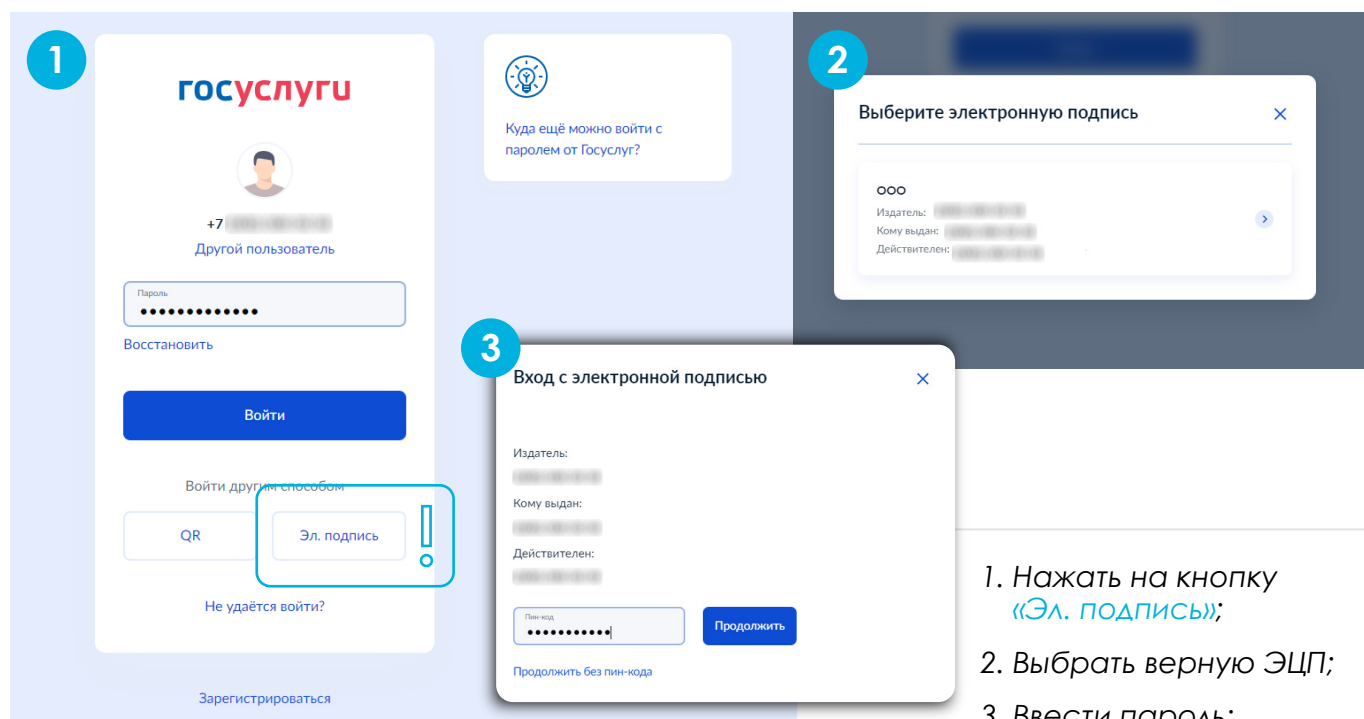 1
госуслуги
+7
Другой пользователь
Пароль
Восстановить
Войти
Войти другим способом
QR
Эл. подпись
Не удаётся войти?
Зарегистрироваться
Куда ещё можно войти с
паролем от Госуслуг?
2
Выберите электронную подпись
ООО
Издатель:
Кому выдан:
Действителен:
3
Вход с электронной подписью
Издатель:
Кому выдан:
Действителен:
Пин-код
Продолжить
Продолжить без пин-кода
1. Нажать на кнопку
«Эл. подпись»;
2. Выбрать верную ЭЦП;
3. Ввести пароль;